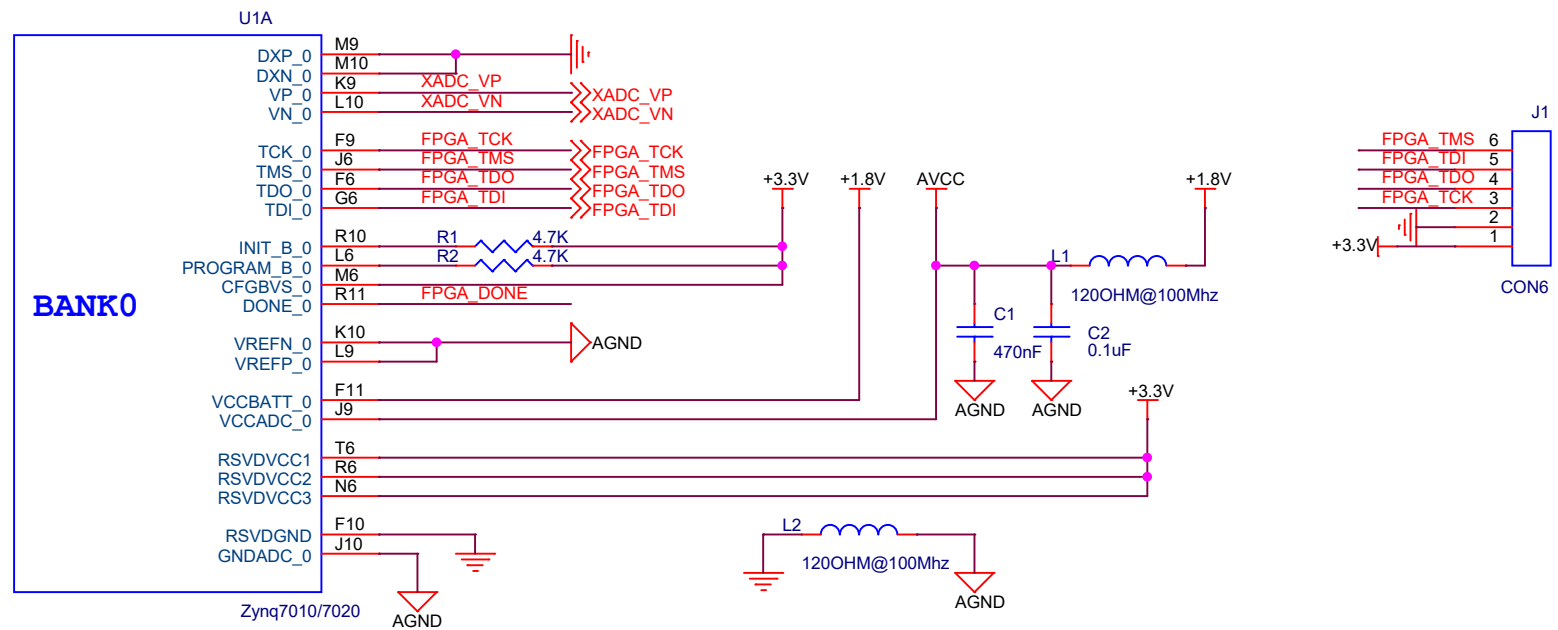 U1A
DXP_0 M9
DXN_0 M10
VP_0 K9 XADC_VP XADC_VP
VN_0 L10 XADC_VN XADC_VN
TCK_0 F9 FPGA_TCK FPGA_TCK
TMS_0 J6 FPGA_TMS FPGA_TMS
TDO_0 F6 FPGA_TDO FPGA_TDO
TDI_0 G6 FPGA_TDI FPGA_TDI
INIT_B_0 R10 R1 4.7K
PROGRAM_B_0 L6 R2 4.7K
CFGBVS_0 M6
DONE_0 R11 FPGA_DONE
BANK0
VREFN_0 K10 AGND
VREFP_0 L9
VCCBATT_0 F11
VCCADC_0 J9
RSVDVCC1 T6
RSVDVCC2 R6
RSVDVCC3 N6
RSVDGND F10
GNDADC_0 J10
AGND
Zynq7010/7020
+3.3V +1.8V AVCC +1.8V
L1
120OHM@100Mhz
C1
470nF
C2
0.1uF
AGND AGND
+3.3V
L2
120OHM@100Mhz
AGND
J1
FPGA_TMS 6
FPGA_TDI 5
FPGA_TDO 4
FPGA_TCK 3
2
+3.3V 1
CON6